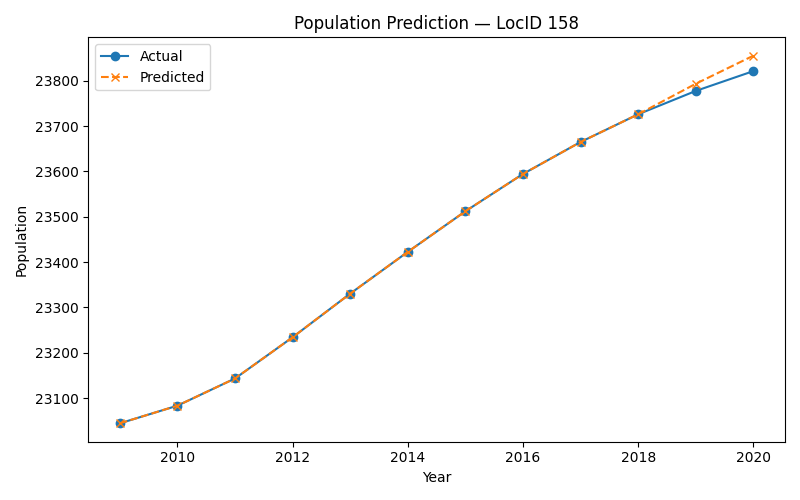 Population Prediction — LocID 158
Actual
Predicted
23800
23700
23600
23500
23400
23300
23200
23100
Population
2010 2012 2014 2016 2018 2020
Year